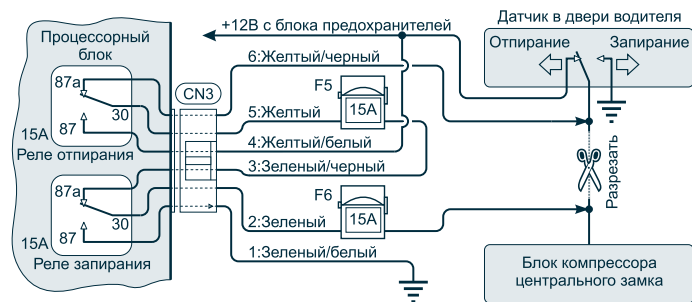 Датчик в двери водителя
+12В с блока предохранителей
Процессорный
блок
Отпирание
Запирание
6:Желтый/черный
87a
30
87
15A
Реле отпирания
CN3
F5
15A
5:Желтый
4:Желтый/белый
3:Зеленый/черный
Разрезать
87a
30
87
15A
Реле запирания
F6
15A
2:Зеленый
1:Зеленый/белый
Блок компрессора
центрального замка